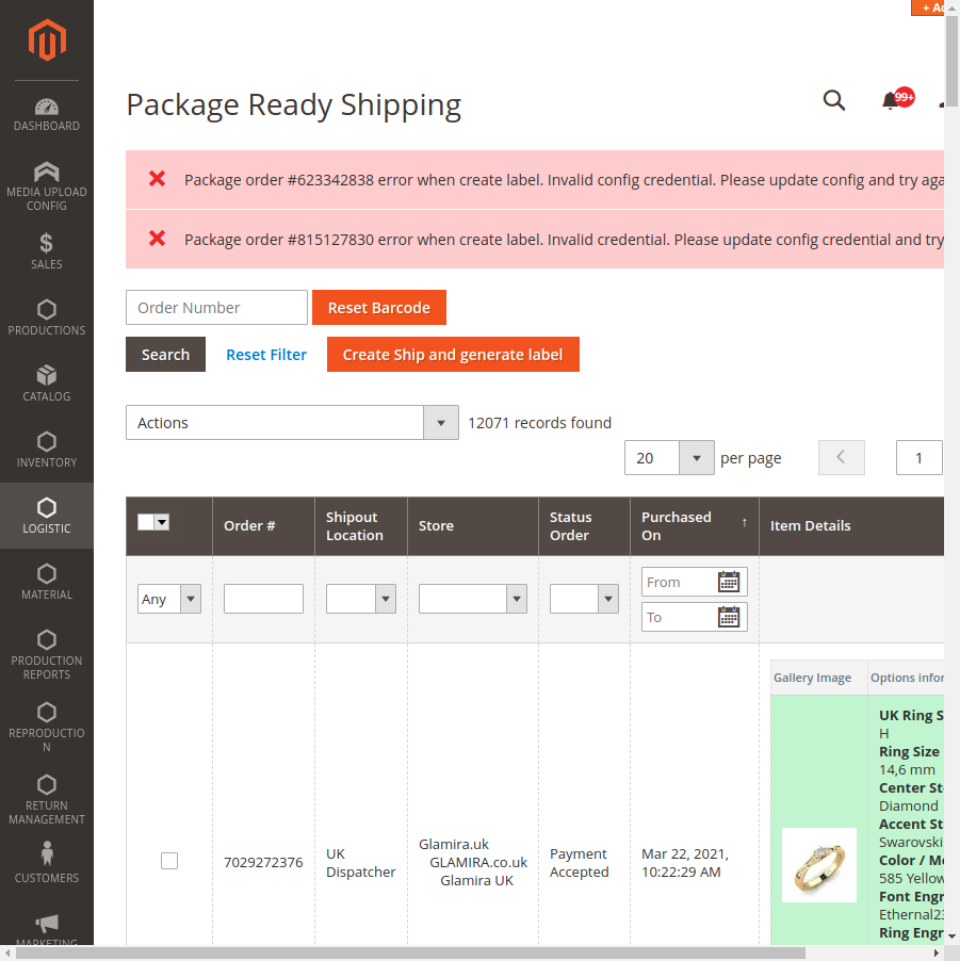 + Ad
DASHBOARD
MEDIA UPLOAD
CONFIG
SALES
PRODUCTIONS
CATALOG
INVENTORY
LOGISTIC
MATERIAL
PRODUCTION
REPORTS
REPRODUCTIO
N
RETURN
MANAGEMENT
CUSTOMERS
MARKETING
Package Ready Shipping
99+
Package order #623342838 error when create label. Invalid config credential. Please update config and try aga
Package order #815127830 error when create label. Invalid credential. Please update config credential and try
Order Number
Reset Barcode
Search
Reset Filter
Create Ship and generate label
Actions
12071 records found
20
per page
1
Order #
Shipout
Location
Store
Status
Order
Purchased
On
↑
Item Details
Any
From
To
7029272376
UK
Dispatcher
Glamira.uk
GLAMIRA.co.uk
Glamira UK
Payment
Accepted
Mar 22, 2021,
10:22:29 AM
Gallery Image
Options infor
UK Ring S
H
Ring Size
14,6 mm
Center St
Diamond
Accent St
Swarovski
Color / Me
585 Yellow
Font Engr
Ethernal23
Ring Engr